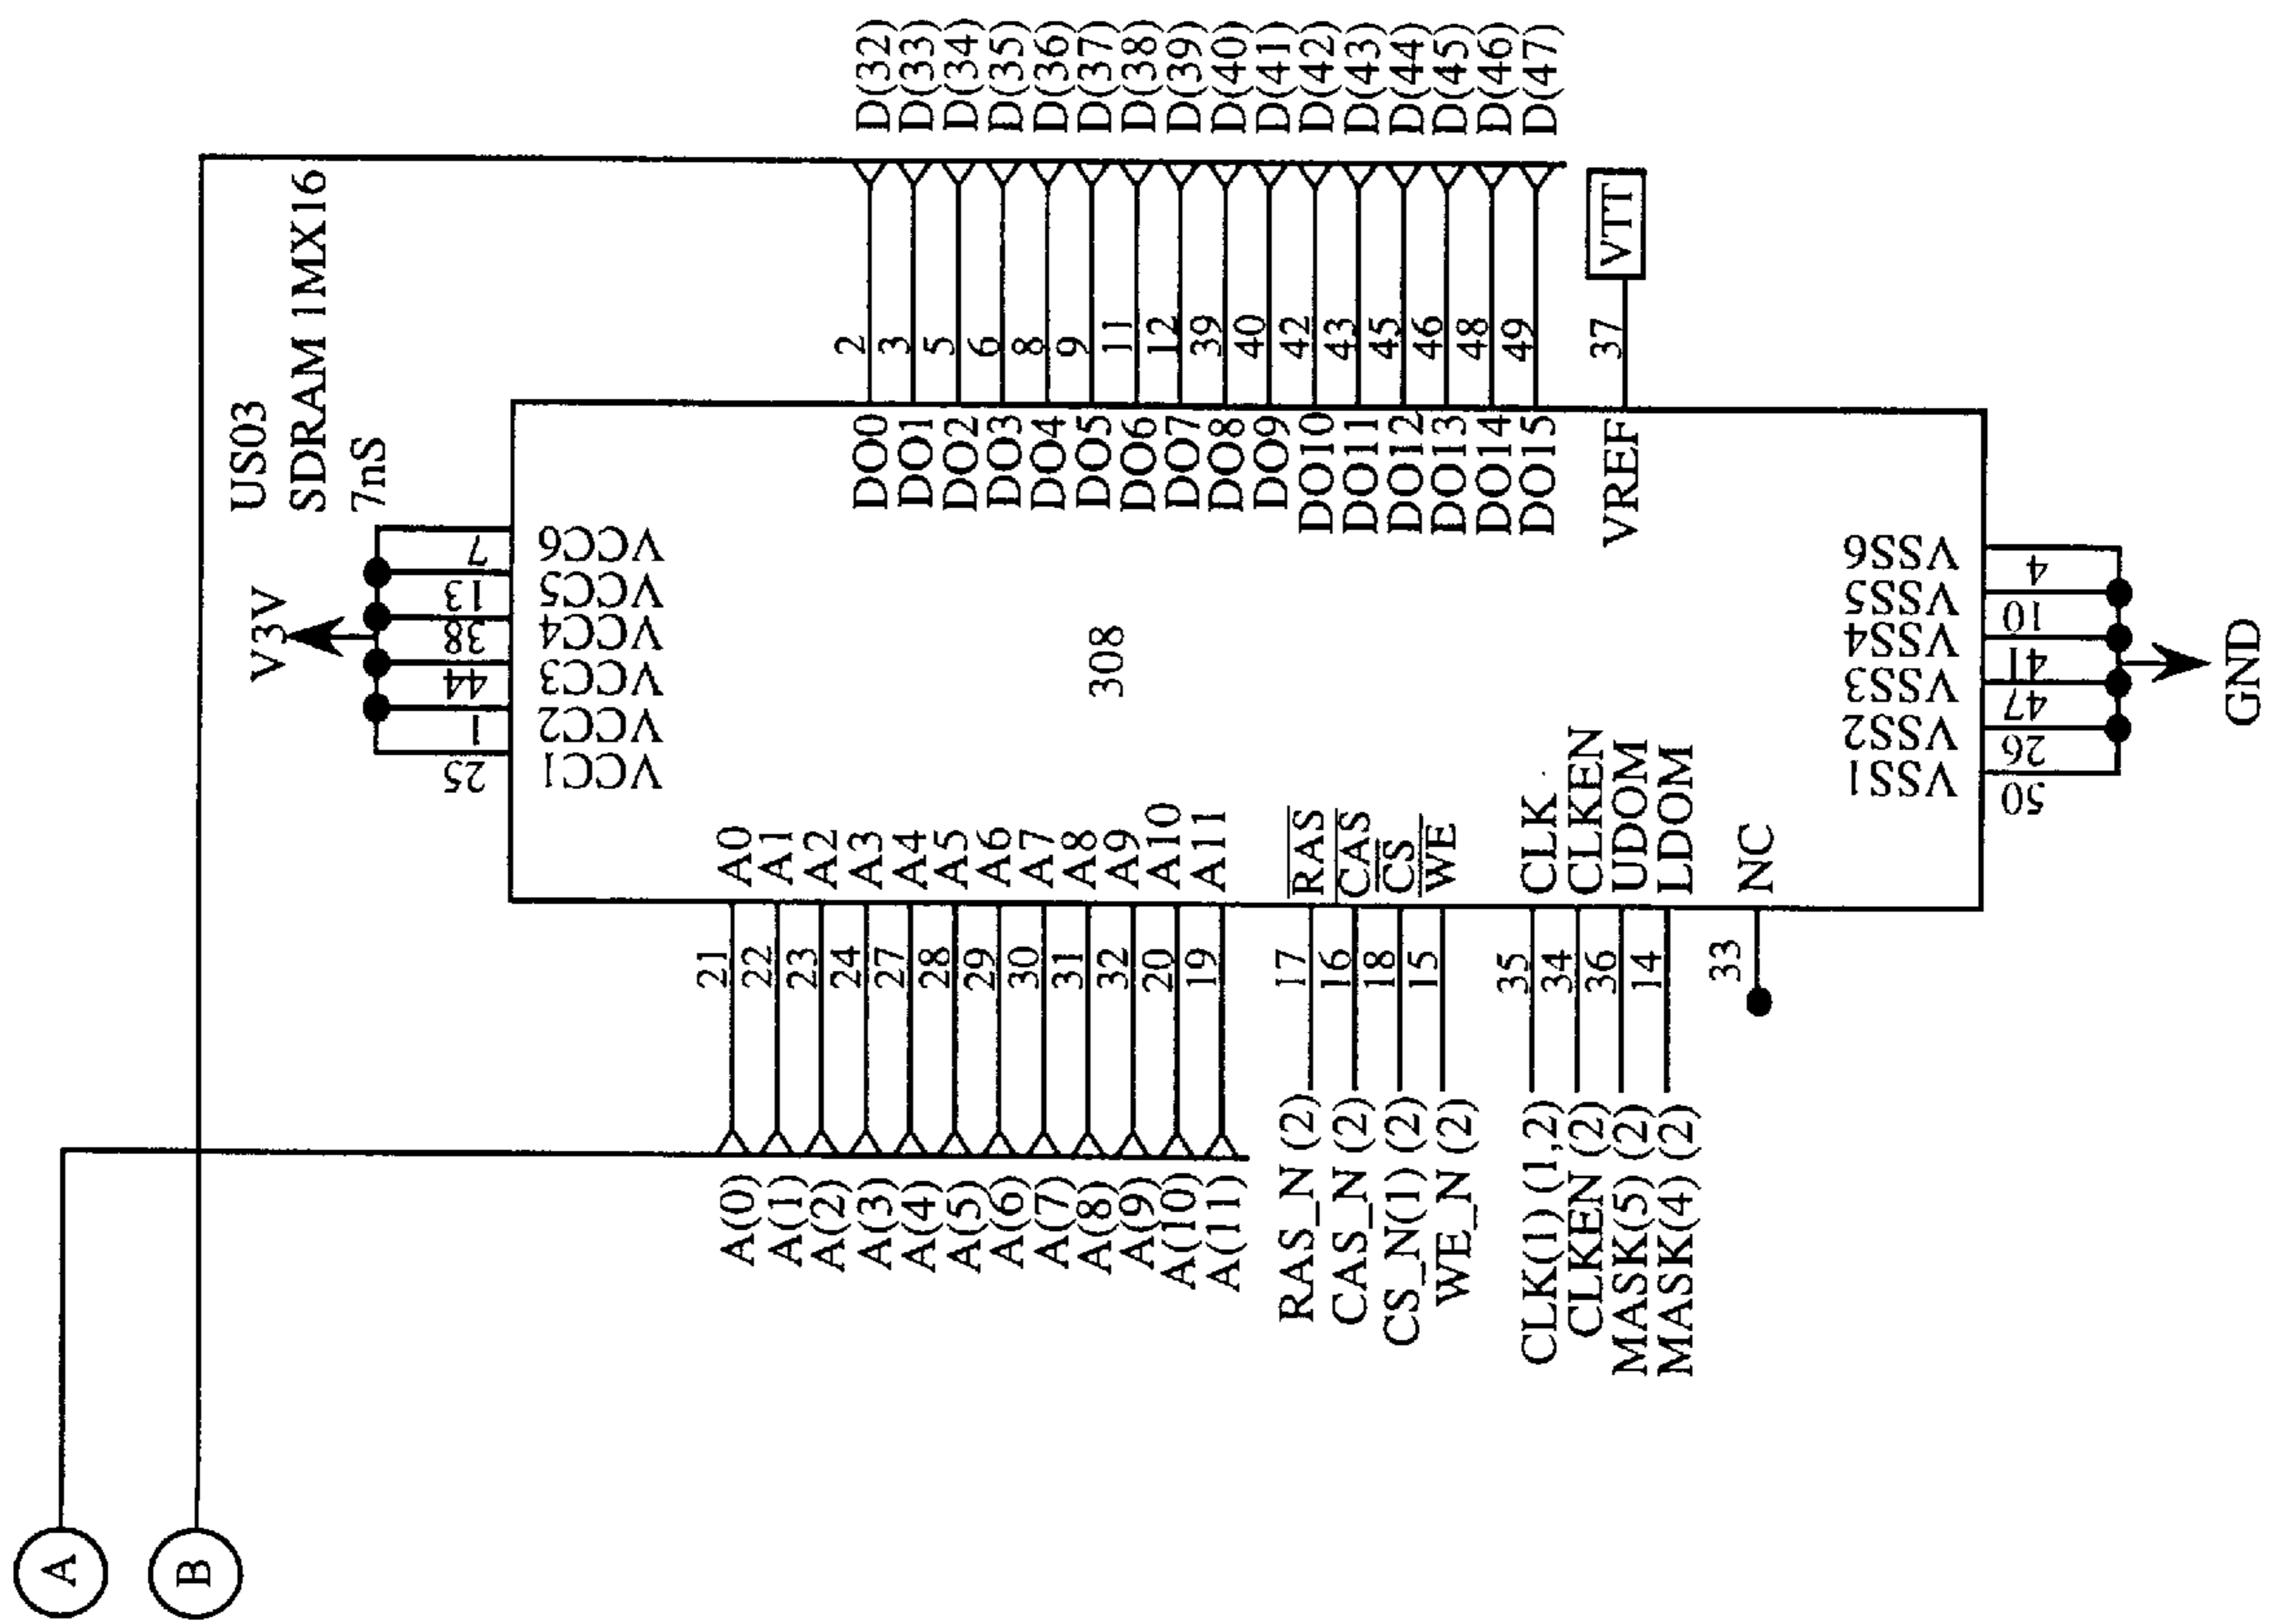 A
B
US03
SDRAM 1MX16
7nS
V3V
25 1 44 38 13 7
VCC1 VCC2 VCC3 VCC4 VCC5 VCC6
A(0) 21 A0
A(1) 22 A1
A(2) 23 A2
A(3) 24 A3
A(4) 27 A4
A(5) 28 A5
A(6) 29 A6
A(7) 30 A7
A(8) 31 A8
A(9) 32 A9
A(10) 20 A10
A(11) 19 A11
RAS_N (2) 17 RAS
CAS_N (2) 16 CAS
CS_N(1) (2) 18 CS
WE_N (2) 15 WE
CLK(1) (1,2) 35 CLK
CLKEN (2) 34 CLKEN
MASK(5) (2) 36 UDOM
MASK(4) (2) 14 LDOM
33 NC
308
DO0 2 D(32)
DO1 3 D(33)
DO2 5 D(34)
DO3 6 D(35)
DO4 8 D(36)
DO5 9 D(37)
DO6 11 D(38)
DO7 12 D(39)
DO8 39 D(40)
DO9 40 D(41)
DO10 42 D(42)
DO11 43 D(43)
DO12 45 D(44)
DO13 46 D(45)
DO14 48 D(46)
DO15 49 D(47)
VREF 37 VTT
VSS1 VSS2 VSS3 VSS4 VSS5 VSS6
50 26 47 41 10 4
GND